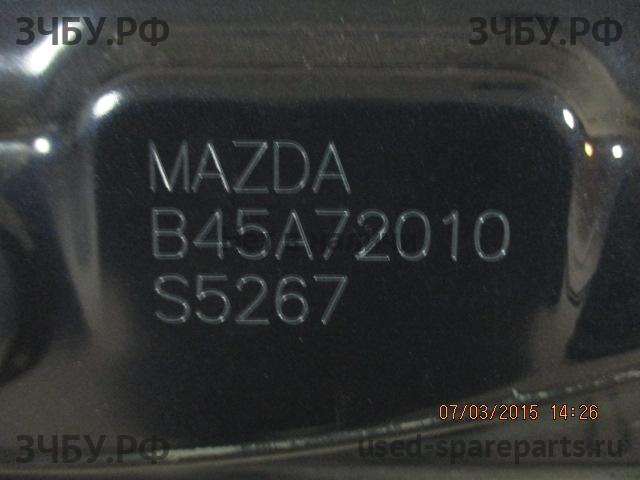 ЗЧБУ.РФ
ЗЧБУ.РФ
MAZDA
B45A72010
S5267
07/03/2015 14:26
ЗЧБУ.РФ
used-spareparts.ru